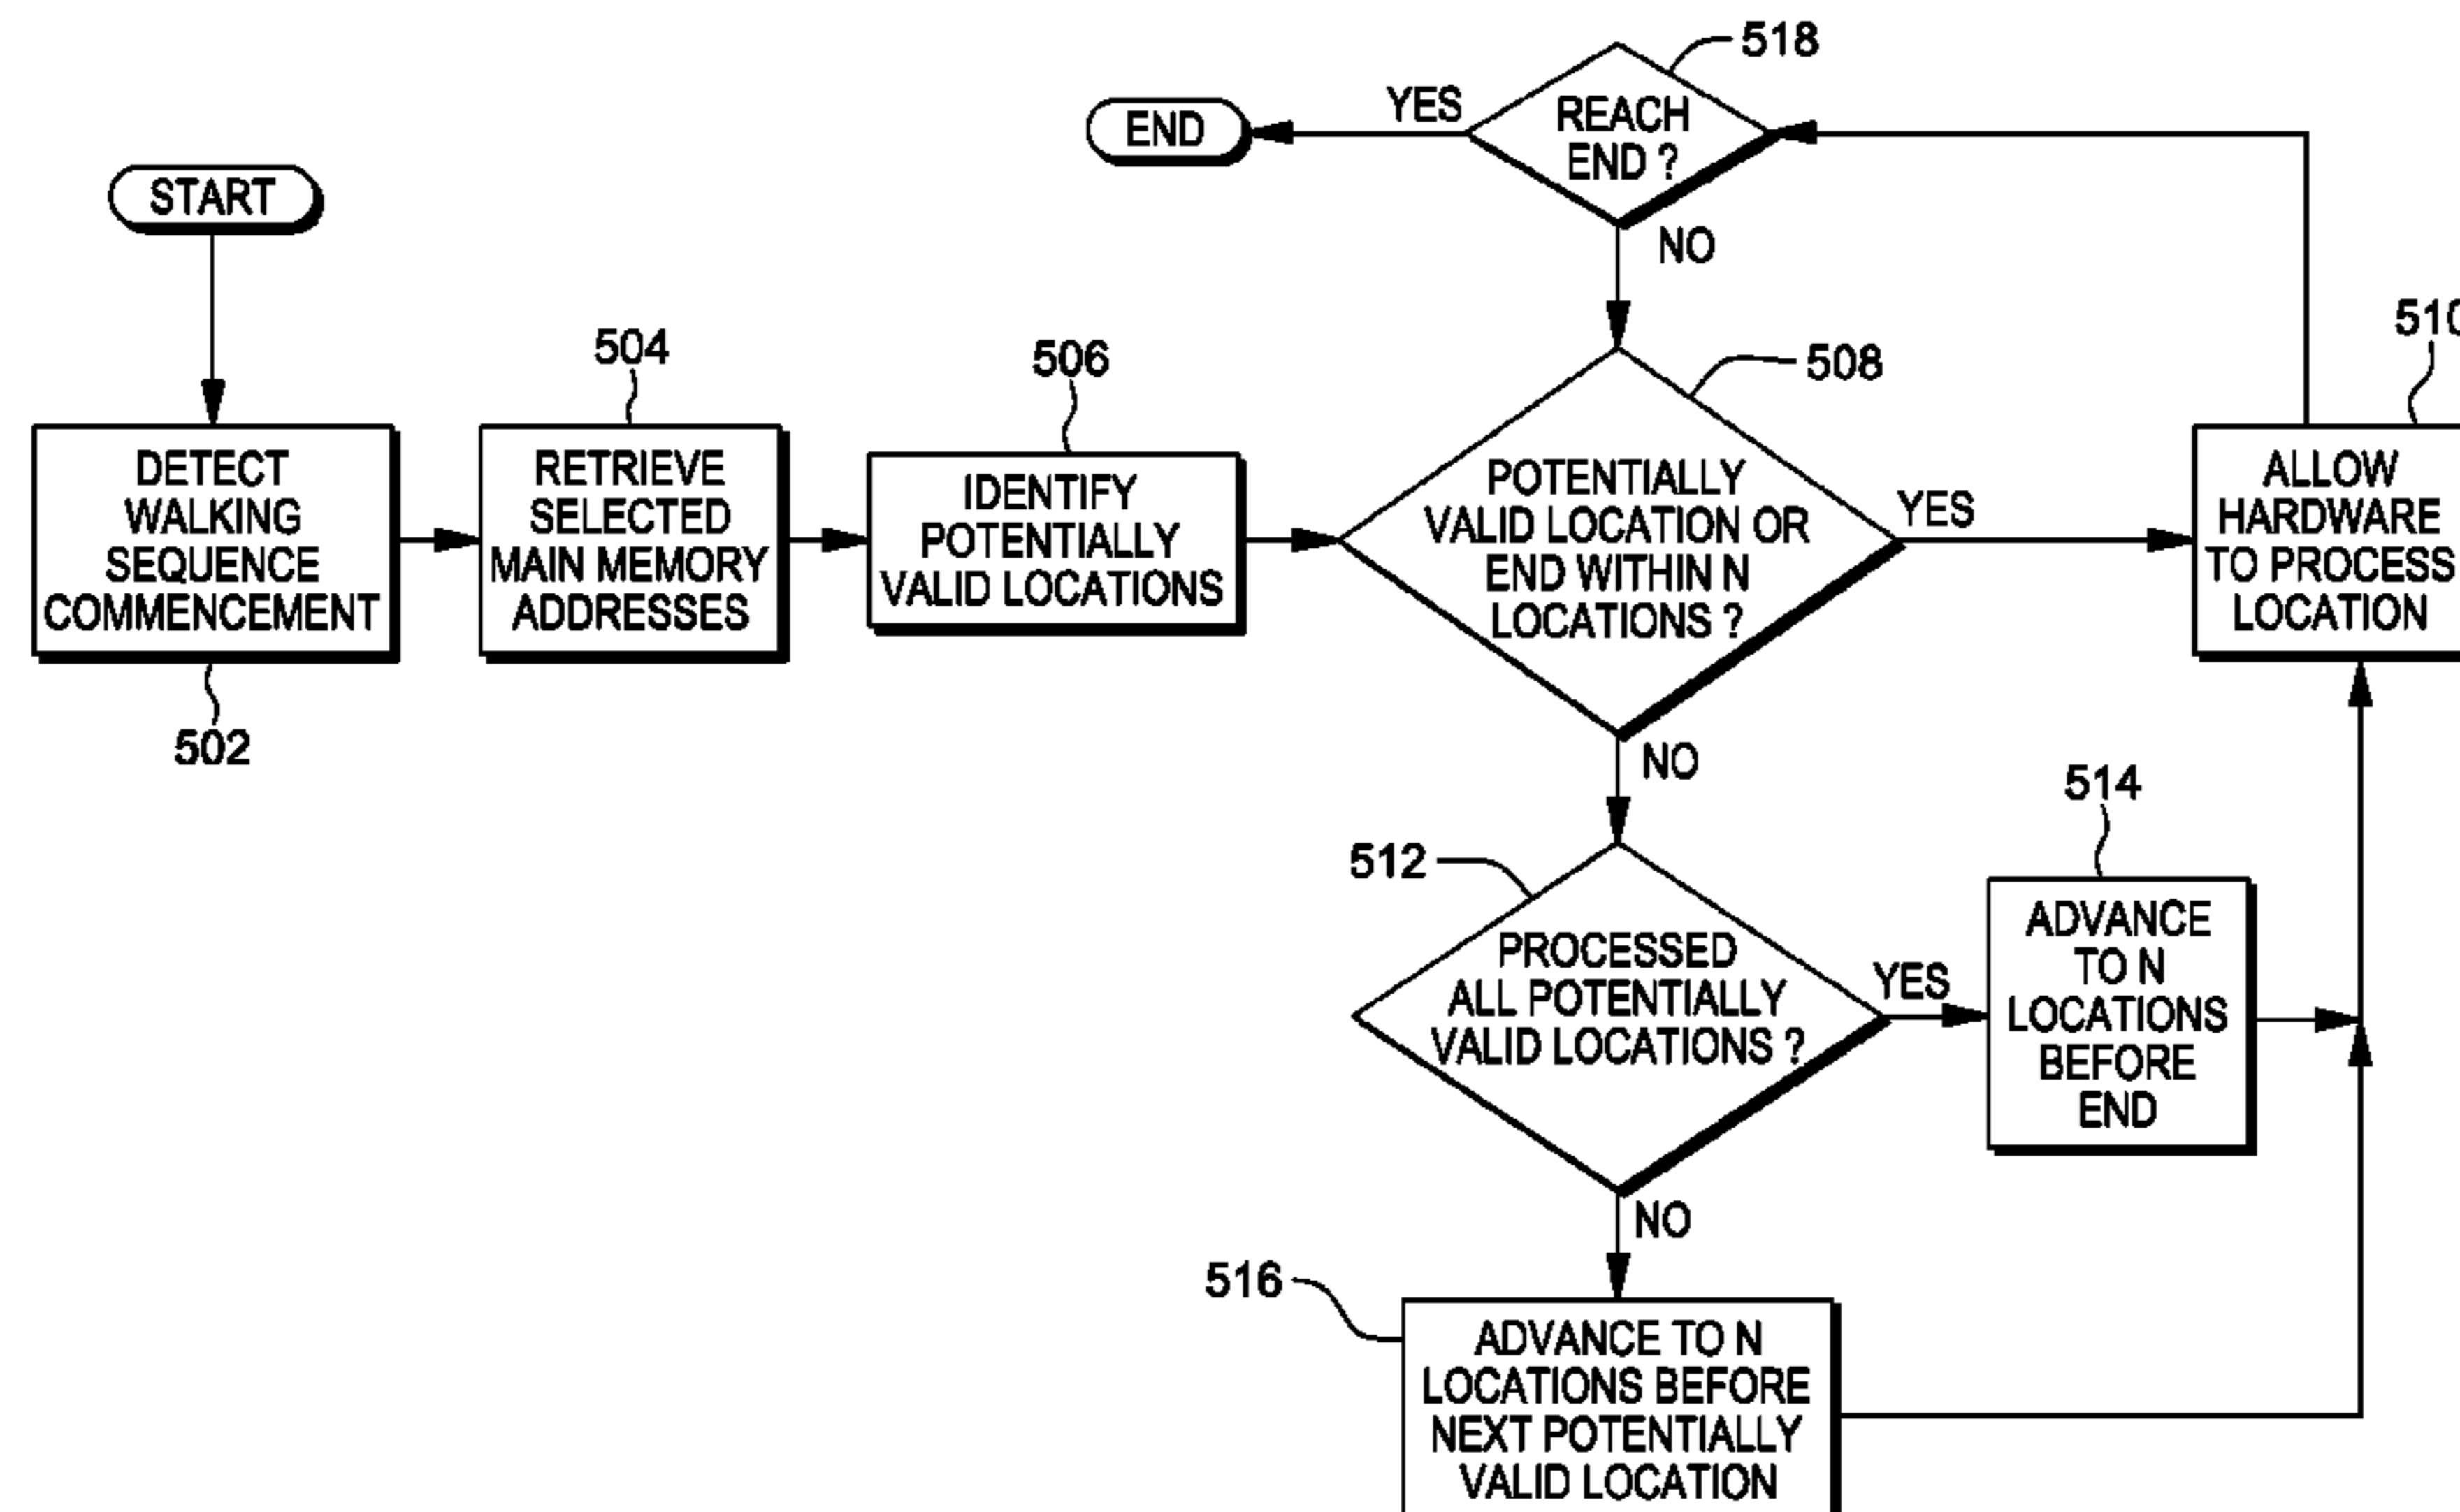 518
REACH
END ?
YES
END
START
NO
510
504
506
508
DETECT
WALKING
SEQUENCE
COMMENCEMENT
RETRIEVE
SELECTED
MAIN MEMORY
ADDRESSES
IDENTIFY
POTENTIALLY
VALID LOCATIONS
POTENTIALLY
VALID LOCATION OR
END WITHIN N
LOCATIONS ?
YES
ALLOW
HARDWARE
TO PROCESS
LOCATION
502
NO
514
512
PROCESSED
ALL POTENTIALLY
VALID LOCATIONS ?
YES
ADVANCE
TO N
LOCATIONS
BEFORE
END
NO
516
ADVANCE TO N
LOCATIONS BEFORE
NEXT POTENTIALLY
VALID LOCATION